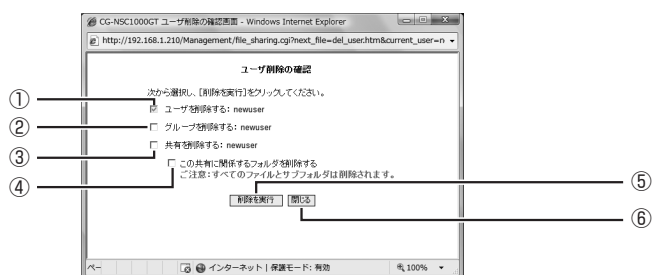 CG-NSC1000GT ユーザ削除の確認画面 - Windows Internet Explorer
http://192.168.1.210/Management/file_sharing.cgi?next_file=del_user.htm&current_user=n
ユーザ削除の確認
次から選択し、[削除を実行]をクリックしてください。
① ユーザを削除する: newuser
② グループを削除する: newuser
③ 共有を削除する: newuser
④ この共有に関係するフォルダを削除する
ご注意:すべてのファイルとサブフォルダは削除されます。
削除を実行 閉じる
⑤
⑥
ペー インターネット | 保護モード: 有効 100%